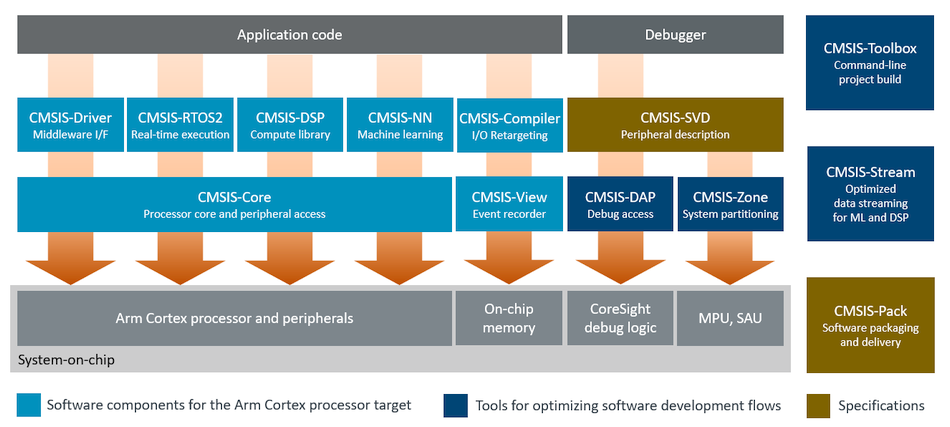 Application code
Debugger
CMSIS-Toolbox
Command-line
project build
CMSIS-Driver
Middleware I/F
CMSIS-RTOS2
Real-time execution
CMSIS-DSP
Compute library
CMSIS-NN
Machine learning
CMSIS-Compiler
I/O Retargeting
CMSIS-SVD
Peripheral description
CMSIS-Core
Processor core and peripheral access
CMSIS-View
Event recorder
CMSIS-DAP
Debug access
CMSIS-Zone
System partitioning
CMSIS-Stream
Optimized
data streaming
for ML and DSP
Arm Cortex processor and peripherals
On-chip
memory
CoreSight
debug logic
MPU, SAU
System-on-chip
CMSIS-Pack
Software packaging
and delivery
Software components for the Arm Cortex processor target
Tools for optimizing software development flows
Specifications